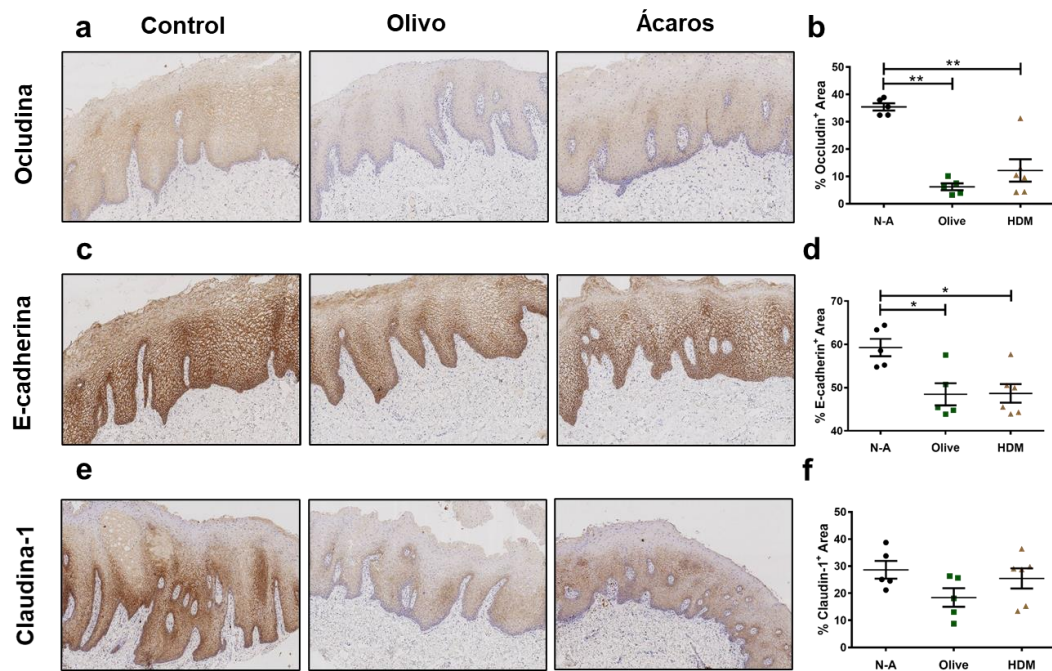 a
Control
Olivo
Ácaros
b
Ocludina
% Occludin+ Area
50
40
30
20
10
0
**
**
N-A
Olive
HDM
c
d
E-cadherina
% E-cadherin+ Area
70
60
50
40
*
*
N-A
Olive
HDM
e
f
Claudina-1
% Claudin-1+ Area
50
40
30
20
10
0
N-A
Olive
HDM